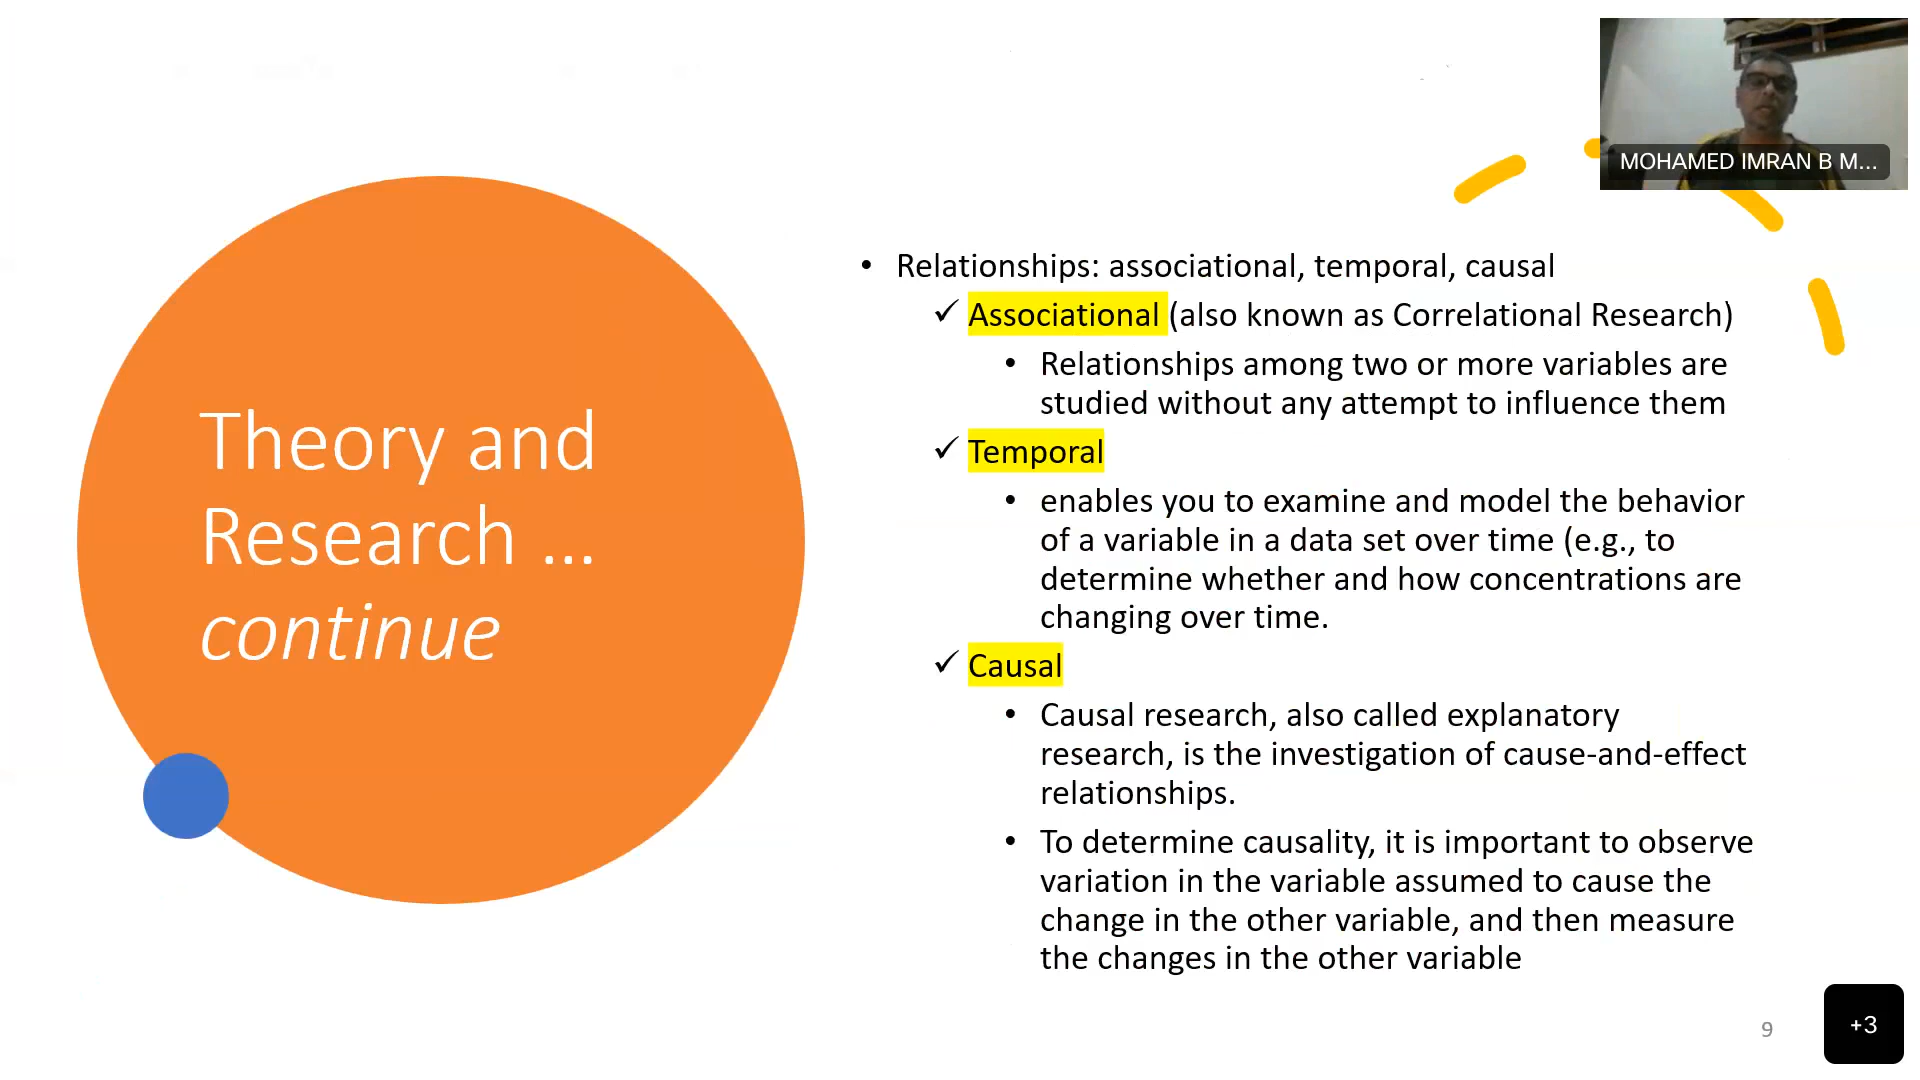 MOHAMED IMRAN B M...
Theory and
Research ...
continue
• Relationships: associational, temporal, causal
✓ Associational (also known as Correlational Research)
• Relationships among two or more variables are
studied without any attempt to influence them
✓ Temporal
• enables you to examine and model the behavior
of a variable in a data set over time (e.g., to
determine whether and how concentrations are
changing over time.
✓ Causal
• Causal research, also called explanatory
research, is the investigation of cause-and-effect
relationships.
• To determine causality, it is important to observe
variation in the variable assumed to cause the
change in the other variable, and then measure
the changes in the other variable
9
+3